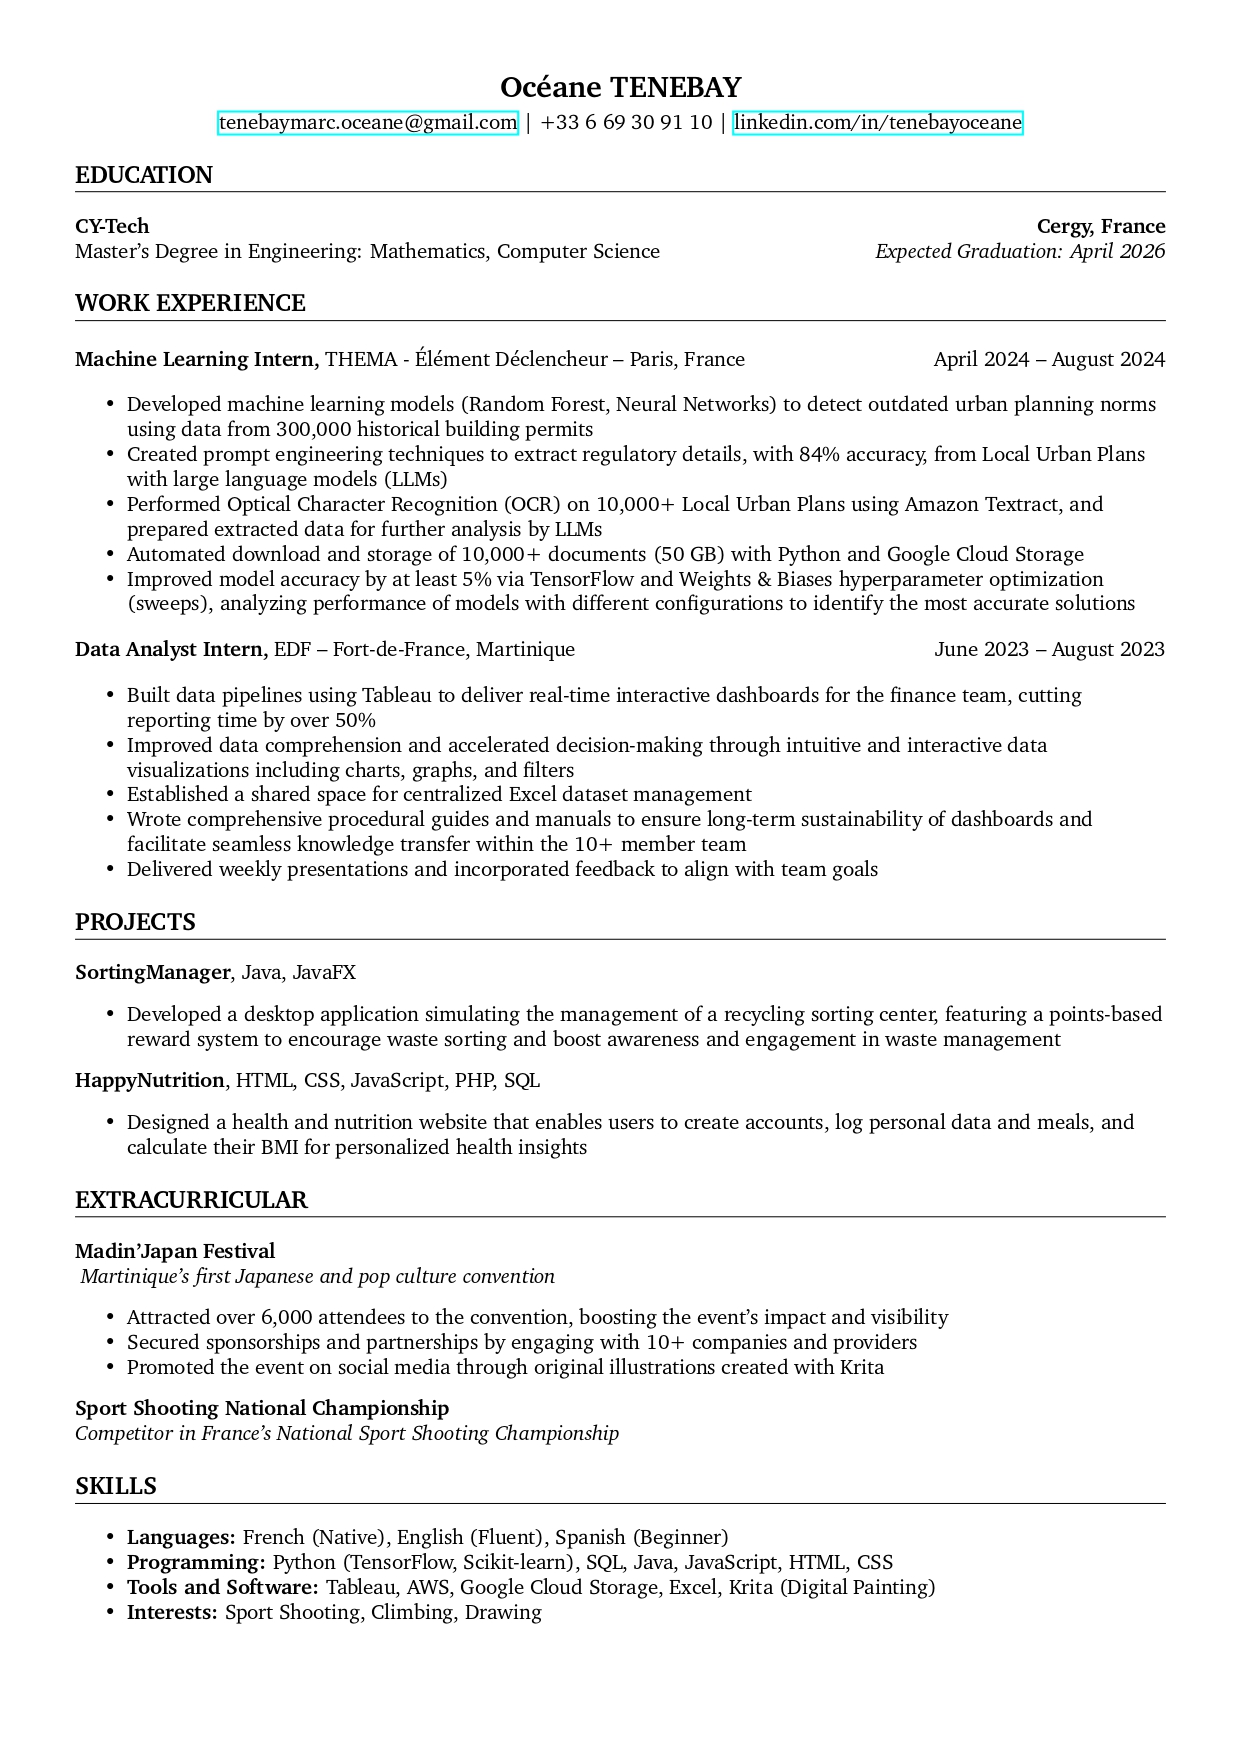 Océane TENEBAY
tenebaymarc.oceane@gmail.com | +33 6 69 30 91 10 | linkedin.com/in/tenebayoceane
EDUCATION
CY-Tech Cergy, France
Master’s Degree in Engineering: Mathematics, Computer Science Expected Graduation: April 2026
WORK EXPERIENCE
Machine Learning Intern, THEMA - Élément Déclencheur – Paris, France April 2024 – August 2024
• Developed machine learning models (Random Forest, Neural Networks) to detect outdated urban planning norms
using data from 300,000 historical building permits
• Created prompt engineering techniques to extract regulatory details, with 84% accuracy, from Local Urban Plans
with large language models (LLMs)
• Performed Optical Character Recognition (OCR) on 10,000+ Local Urban Plans using Amazon Textract, and
prepared extracted data for further analysis by LLMs
• Automated download and storage of 10,000+ documents (50 GB) with Python and Google Cloud Storage
• Improved model accuracy by at least 5% via TensorFlow and Weights & Biases hyperparameter optimization
(sweeps), analyzing performance of models with different configurations to identify the most accurate solutions
Data Analyst Intern, EDF – Fort-de-France, Martinique June 2023 – August 2023
• Built data pipelines using Tableau to deliver real-time interactive dashboards for the finance team, cutting
reporting time by over 50%
• Improved data comprehension and accelerated decision-making through intuitive and interactive data
visualizations including charts, graphs, and filters
• Established a shared space for centralized Excel dataset management
• Wrote comprehensive procedural guides and manuals to ensure long-term sustainability of dashboards and
facilitate seamless knowledge transfer within the 10+ member team
• Delivered weekly presentations and incorporated feedback to align with team goals
PROJECTS
SortingManager, Java, JavaFX
• Developed a desktop application simulating the management of a recycling sorting center, featuring a points-based
reward system to encourage waste sorting and boost awareness and engagement in waste management
HappyNutrition, HTML, CSS, JavaScript, PHP, SQL
• Designed a health and nutrition website that enables users to create accounts, log personal data and meals, and
calculate their BMI for personalized health insights
EXTRACURRICULAR
Madin’Japan Festival
Martinique’s first Japanese and pop culture convention
• Attracted over 6,000 attendees to the convention, boosting the event’s impact and visibility
• Secured sponsorships and partnerships by engaging with 10+ companies and providers
• Promoted the event on social media through original illustrations created with Krita
Sport Shooting National Championship
Competitor in France’s National Sport Shooting Championship
SKILLS
• Languages: French (Native), English (Fluent), Spanish (Beginner)
• Programming: Python (TensorFlow, Scikit-learn), SQL, Java, JavaScript, HTML, CSS
• Tools and Software: Tableau, AWS, Google Cloud Storage, Excel, Krita (Digital Painting)
• Interests: Sport Shooting, Climbing, Drawing